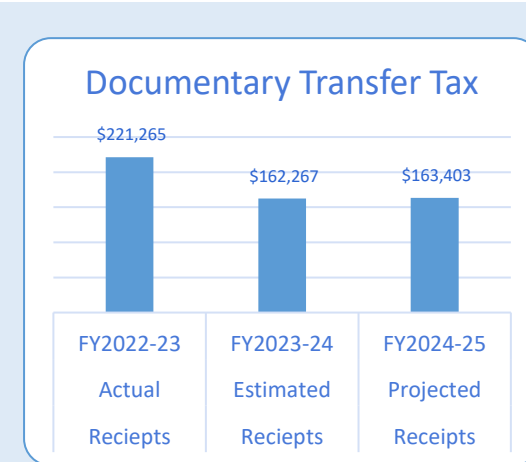 Documentary Transfer Tax
$221,265
$162,267
$163,403
FY2022-23 FY2023-24 FY2024-25
Actual Estimated Projected
Reciepts Reciepts Receipts